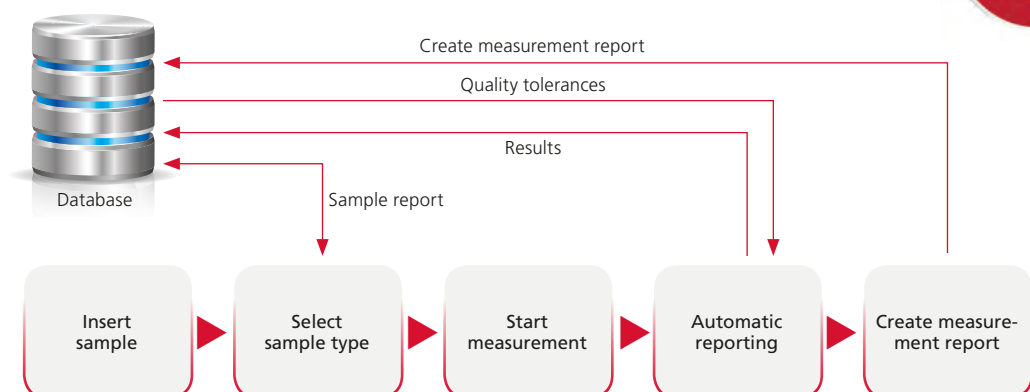 Create measurement report
Quality tolerances
Results
Database
Sample report
Insert
sample
Select
sample type
Start
measurement
Automatic
reporting
Create measure-
ment report